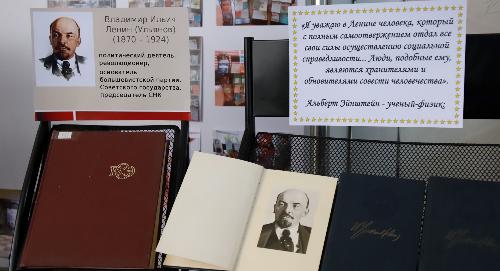 Владимир Ильич
Ленин (Ульянов)
(1870 – 1924)
политический деятель,
революционер,
основатель
большевистской партии,
Советского государства,
Председатель СНК
«Я уважаю в Ленине человека, который
с полным самоотвержением отдал все
свои силы осуществлению социальной
справедливости... Люди, подобные ему,
являются хранителями и
обновителями совести человечества».
Альберт Эйнштейн - ученый-физик